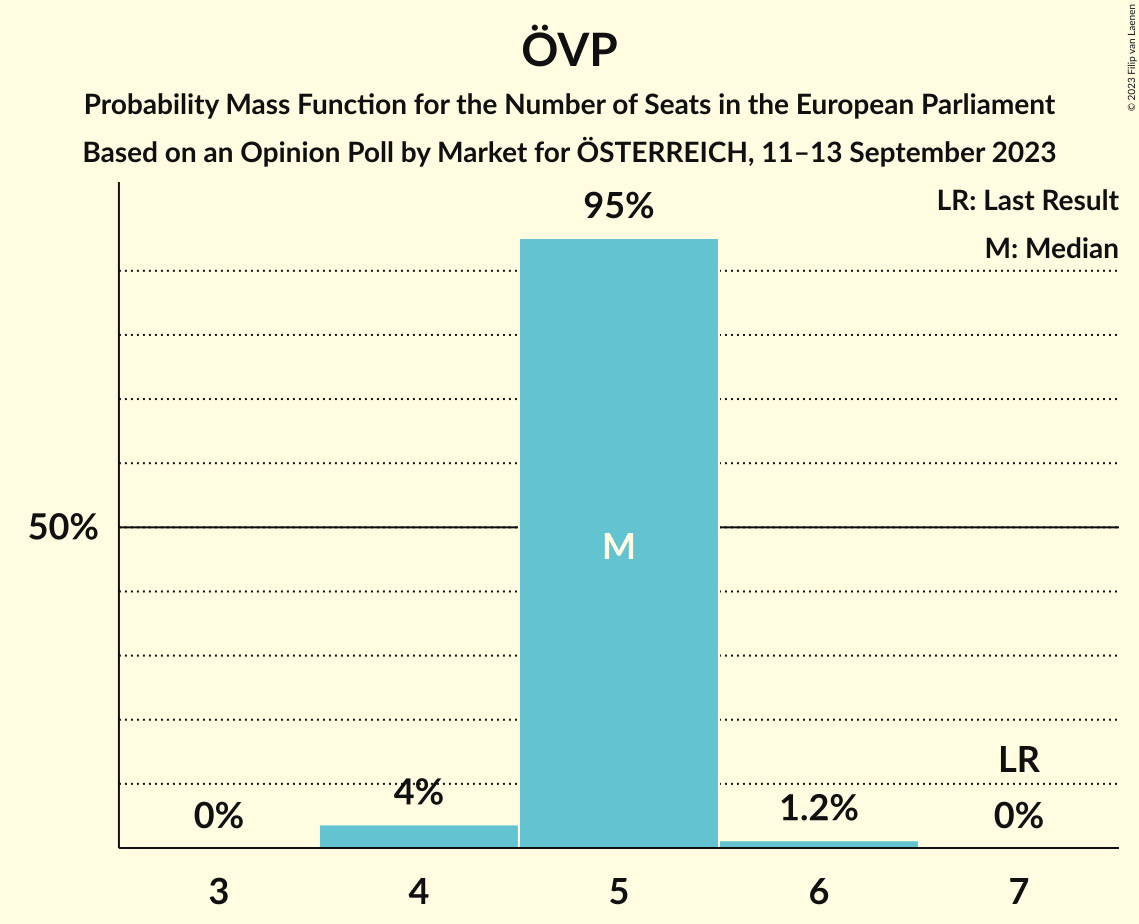 ÖVP
Probability Mass Function for the Number of Seats in the European Parliament
Based on an Opinion Poll by Market for ÖSTERREICH, 11–13 September 2023
© 2023 Filip van Laenen
LR: Last Result
M: Median
95%
50%
M
LR
0%
4%
1.2%
0%
3
4
5
6
7